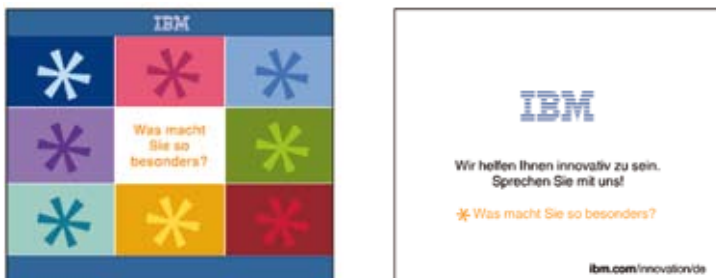 IBM
Was macht
Sie so
besonders?
IBM
Wir helfen Ihnen innovativ zu sein.
Sprechen Sie mit uns!
* Was macht Sie so besonders?
ibm.com/innovation/de